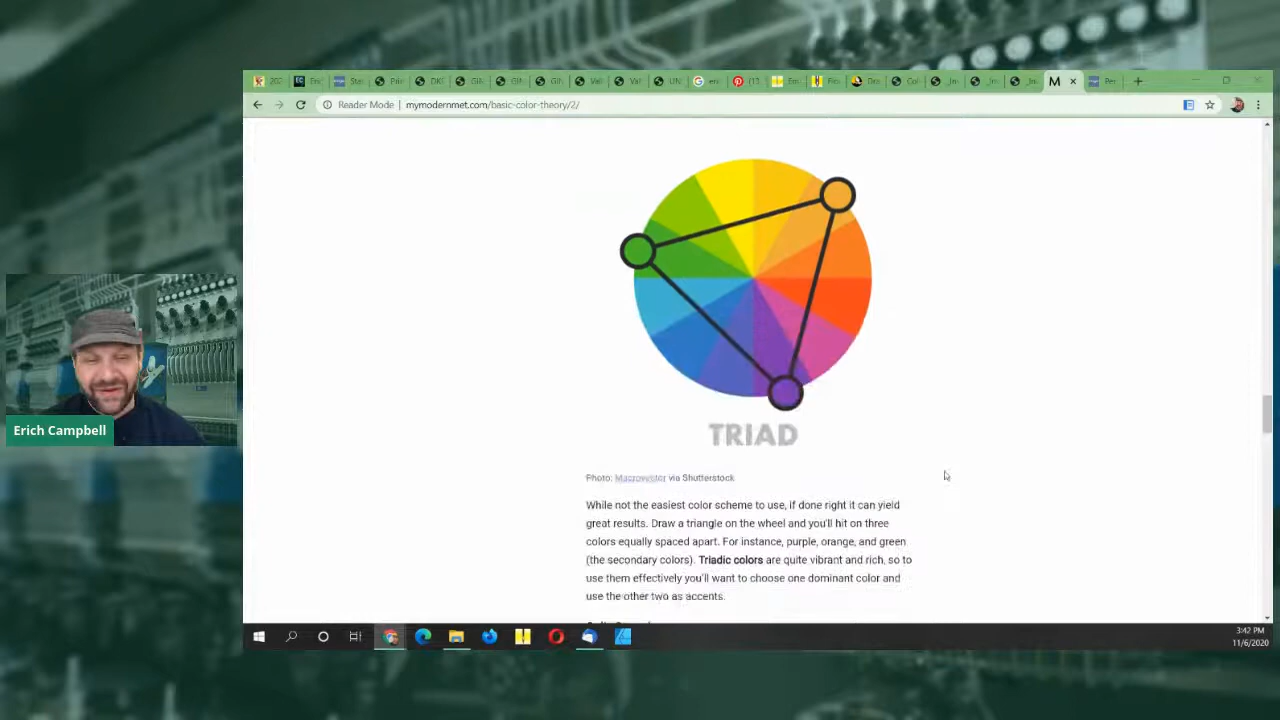 Reader Mode
mymodernmet.com/basic-color-theory/2/
TRIAD
Photo: Macrovector via Shutterstock
While not the easiest color scheme to use, if done right it can yield
great results. Draw a triangle on the wheel and you'll hit on three
colors equally spaced apart. For instance, purple, orange, and green
(the secondary colors). Triadic colors are quite vibrant and rich, so to
use them effectively you'll want to choose one dominant color and
use the other two as accents.
Erich Campbell
3:42 PM
11/6/2020